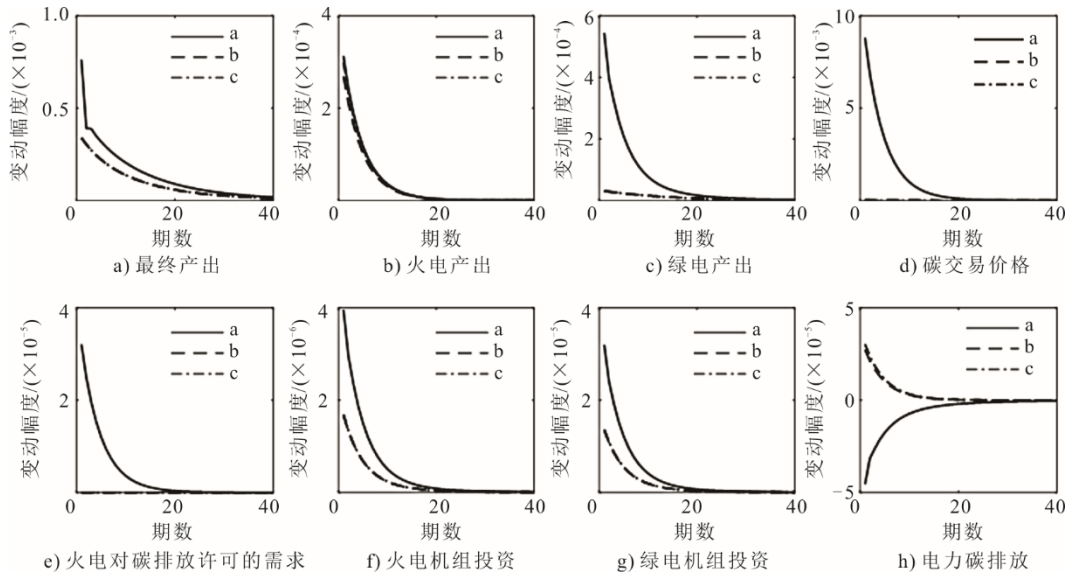 变动幅度/(×10⁻³)
1.0
0.5
0
20
40
a
b
c
期数
a) 最终产出
变动幅度/(×10⁻⁴)
4
2
0
20
40
a
b
c
期数
b) 火电产出
变动幅度/(×10⁻⁴)
6
4
2
0
20
40
a
b
c
期数
c) 绿电产出
变动幅度/(×10⁻³)
10
5
0
20
40
a
b
c
期数
d) 碳交易价格
变动幅度/(×10⁻⁵)
4
2
0
20
40
a
b
c
期数
e) 火电对碳排放许可的需求
变动幅度/(×10⁻⁶)
4
2
0
20
40
a
b
c
期数
f) 火电机组投资
变动幅度/(×10⁻⁵)
4
2
0
20
40
a
b
c
期数
g) 绿电机组投资
变动幅度/(×10⁻⁵)
5
0
−5
0
20
40
a
b
c
期数
h) 电力碳排放